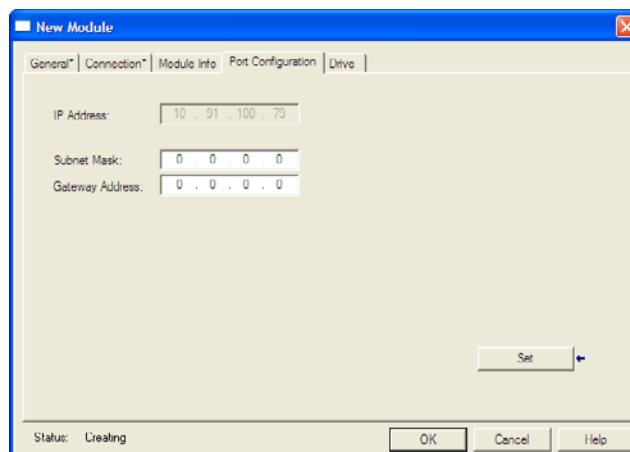 New Module
General* Connection* Module Info Port Configuration Drive
IP Address: 10 . 91 . 100 . 79
Subnet Mask: 0 . 0 . 0 . 0
Gateway Address: 0 . 0 . 0 . 0
Set
Status: Creating OK Cancel Help